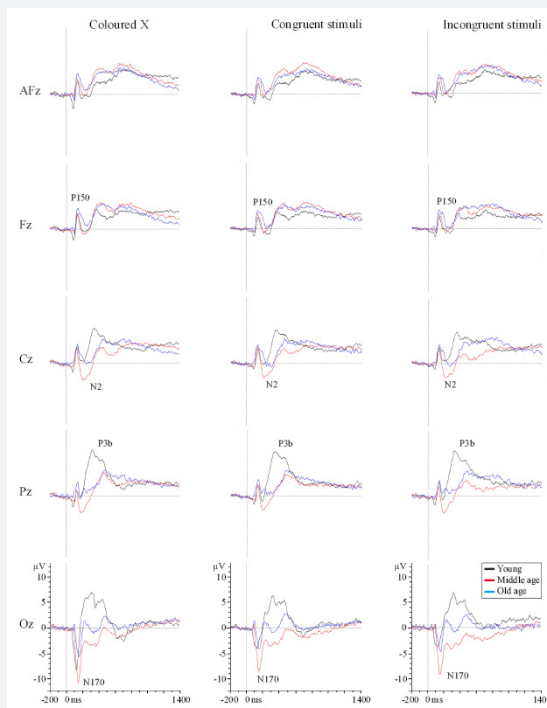 Coloured X Congruent stimuli Incongruent stimuli
AFz
P150 P150 P150
Fz
Cz
N2 N2 N2
P3b P3b P3b
Pz
µV µV µV
Young
Middle age
Old age
10 10 10
5 5 5
Oz 0 0 0
-5 -5 -5
-10 -10 -10
N170 N170 N170
-200 0 ms 1400 -200 0 ms 1400 -200 0 ms 1400